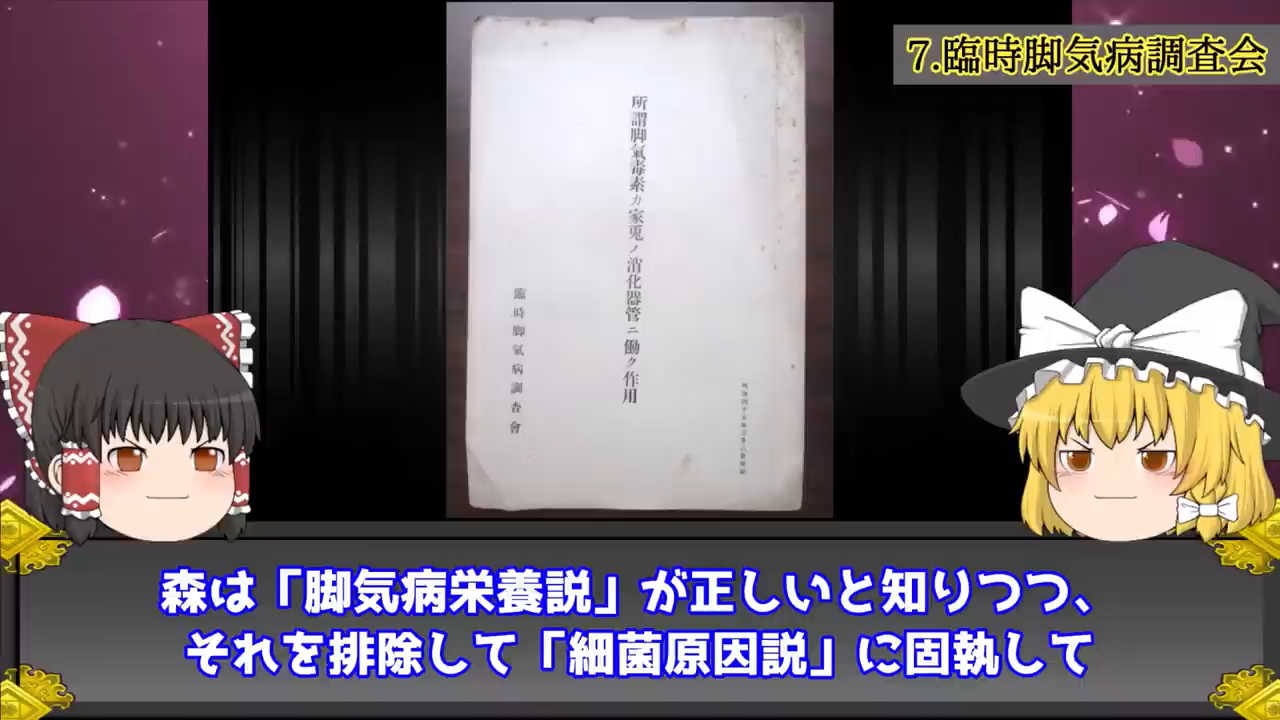 7.臨時脚気病調査会
所謂脚氣毒素カ家兎ノ消化器管ニ働ク作用
臨時脚氣病調査會
森は「脚気病栄養説」が正しいと知りつつ、
それを排除して「細菌原因説」に固執して